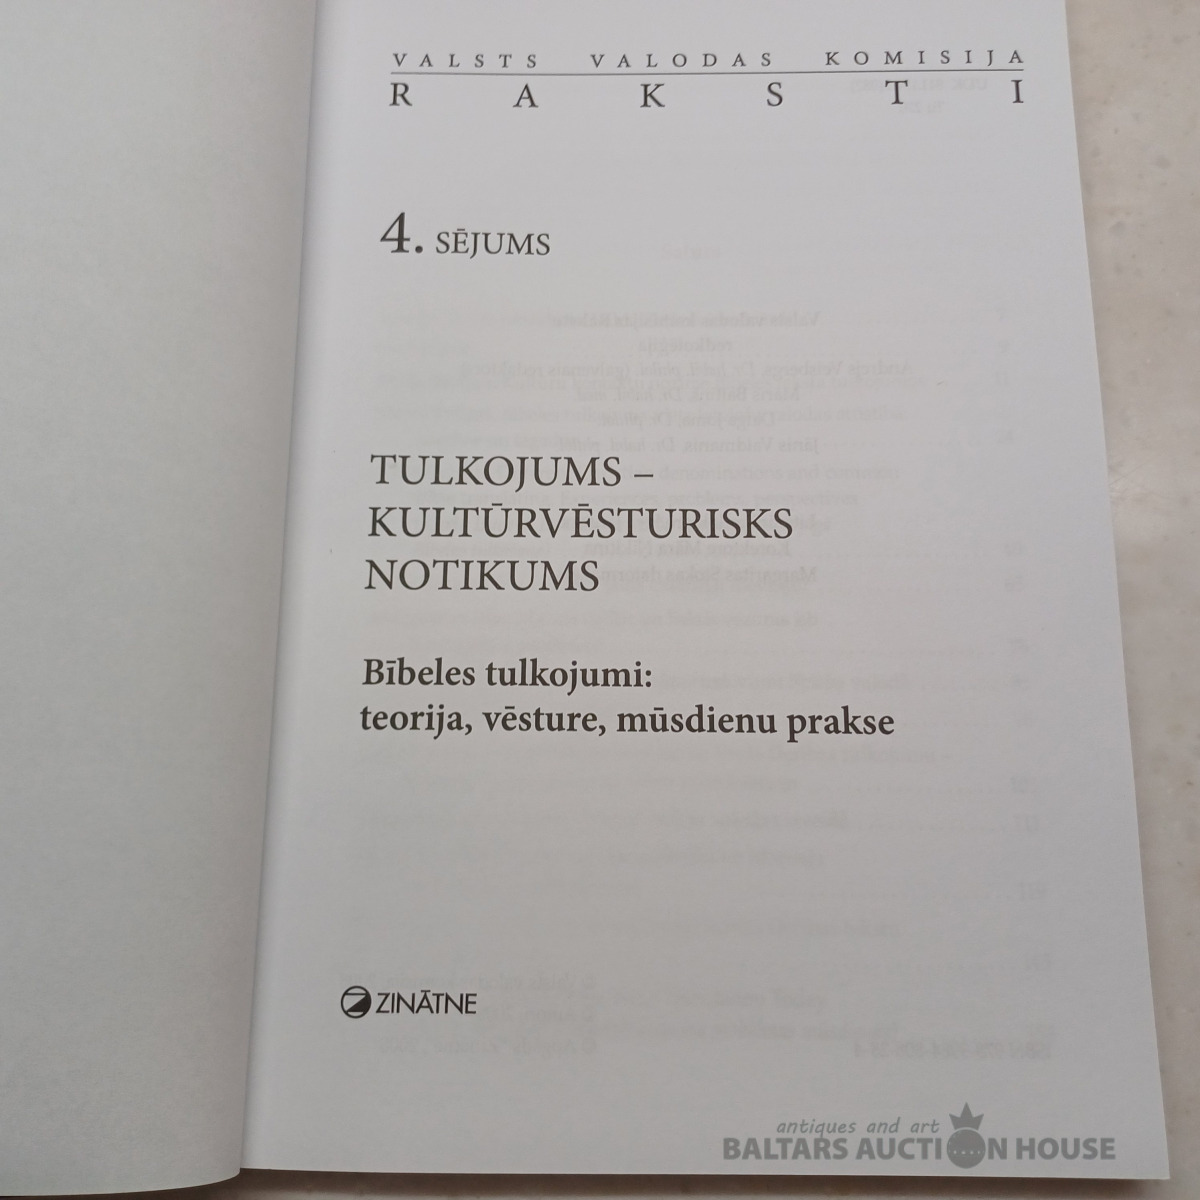 VALSTS VALODAS KOMISIJA
RAKSTI
4. SĒJUMS
TULKOJUMS –
KULTŪRVĒSTURISKS
NOTIKUMS
Bībeles tulkojumi:
teorija, vēsture, mūsdienu prakse
ZINĀTNE
antiques and art
BALTARS AUCTION HOUSE